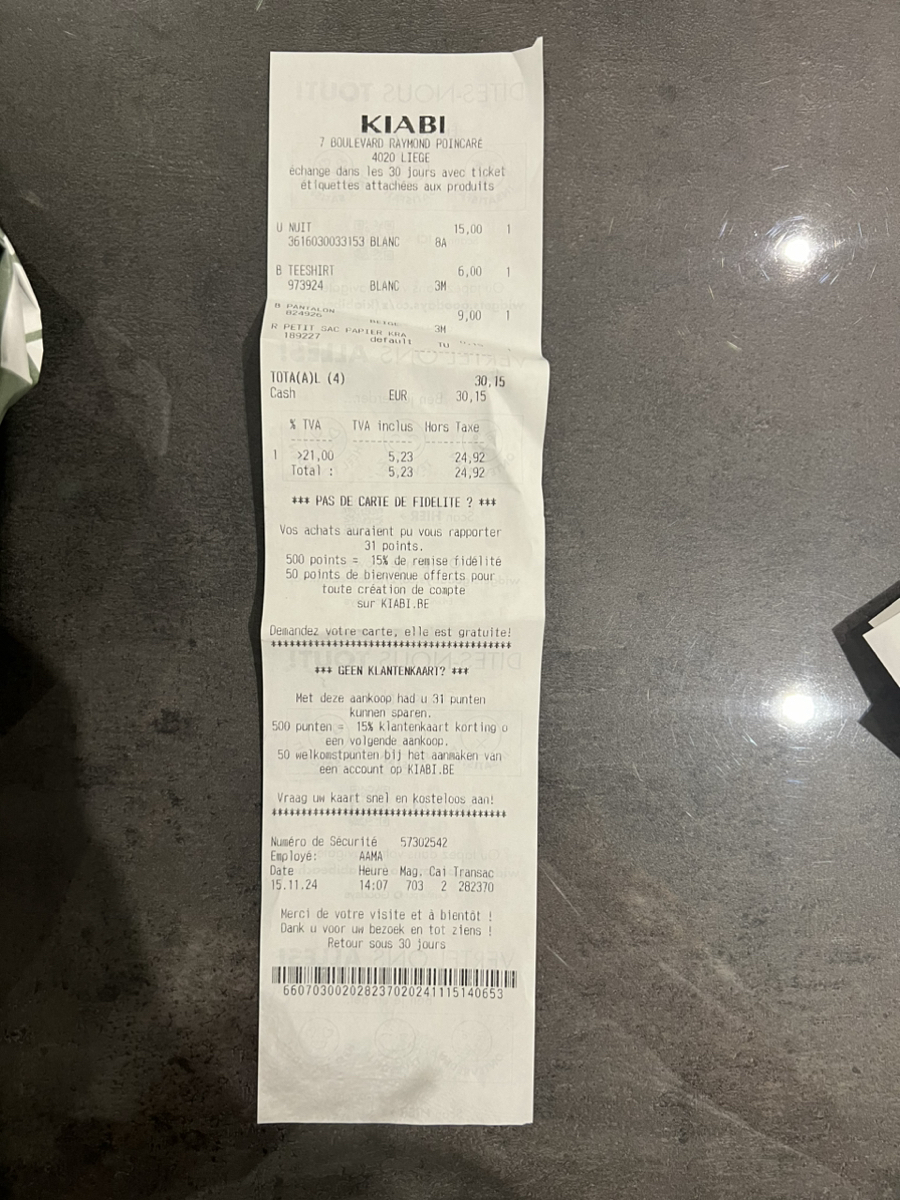 KIABI
7 BOULEVARD RAYMOND POINCARÉ
4020 LIEGE
échange dans les 30 jours avec ticket
étiquettes attachées aux produits
U NUIT 15,00 1
3616030033153 BLANC 8A
B TEESHIRT 6,00 1
973924 BLANC 3M
B PANTALON 9,00 1
824926 BEIGE 3M
R PETIT SAC PAPIER KRA
189227 default TU
TOTA(A)L (4) 30,15
Cash EUR 30,15
% TVA TVA inclus Hors Taxe
------- ---------- ---------
1 >21,00 5,23 24,92
Total : 5,23 24,92
*** PAS DE CARTE DE FIDELITE ? ***
Vos achats auraient pu vous rapporter
31 points.
500 points = 15% de remise fidélité
50 points de bienvenue offerts pour
toute création de compte
sur KIABI.BE
Demandez votre carte, elle est gratuite!
****************************************
*** GEEN KLANTENKAART? ***
Met deze aankoop had u 31 punten
kunnen sparen.
500 punten = 15% klantenkaart korting o
een volgende aankoop.
50 welkomstpunten bij het aanmaken van
een account op KIABI.BE
Vraag uw kaart snel en kosteloos aan!
****************************************
Numéro de Sécurité 57302542
Employé: AAMA
Date Heure Mag. Cai Transac
15.11.24 14:07 703 2 282370
Merci de votre visite et à bientôt !
Dank u voor uw bezoek en tot ziens !
Retour sous 30 jours
660703002028237020241115140653